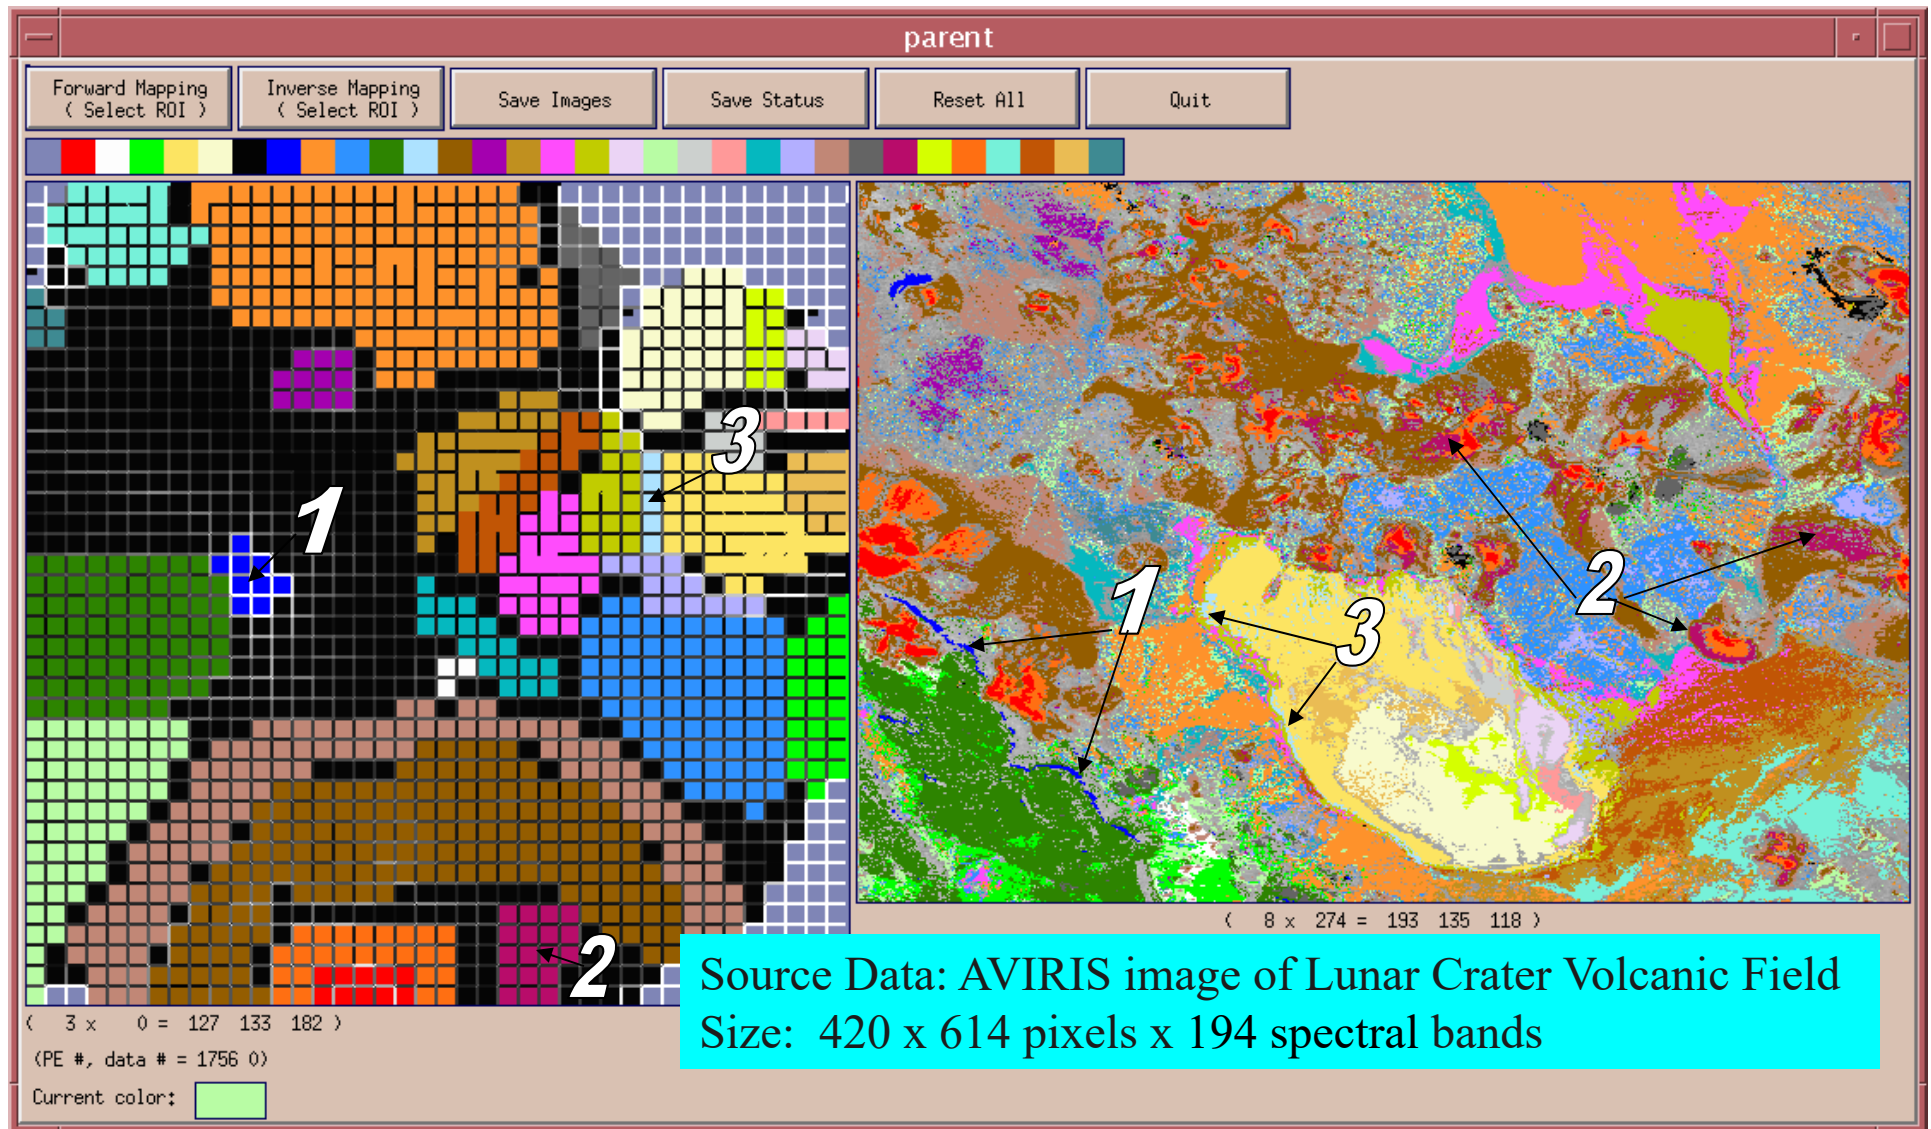 parent
Forward Mapping
( Select ROI )
Inverse Mapping
( Select ROI )
Save Images
Save Status
Reset All
Quit
1
3
2
1
2
3
( 8 x 274 = 193 135 118 )
Source Data: AVIRIS image of Lunar Crater Volcanic Field
Size: 420 x 614 pixels x 194 spectral bands
( 3 x 0 = 127 133 182 )
(PE #, data # = 1756 0)
Current color: